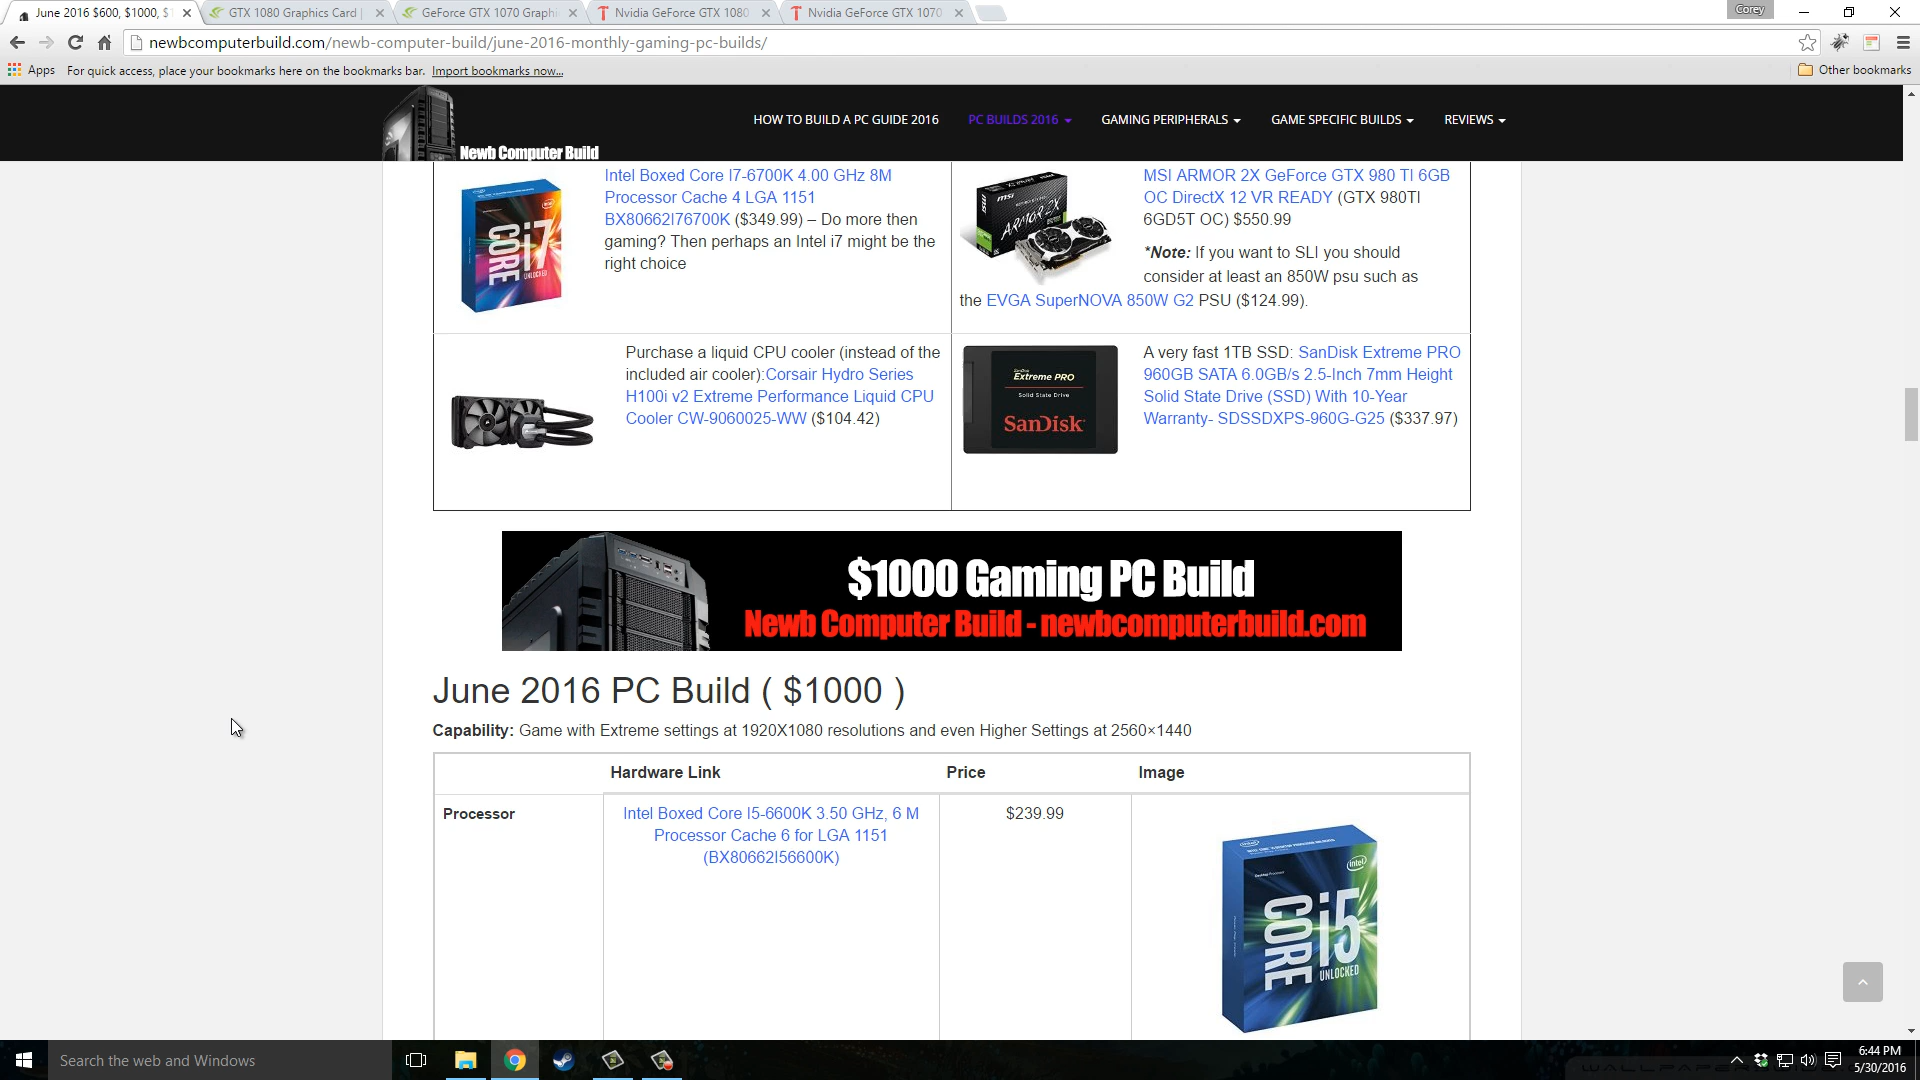 June 2016 $600, $1000, $
GTX 1080 Graphics Card |
GeForce GTX 1070 Graphi
Nvidia GeForce GTX 1080
Nvidia GeForce GTX 1070
Corey
newbcomputerbuild.com/newb-computer-build/june-2016-monthly-gaming-pc-builds/
Apps For quick access, place your bookmarks here on the bookmarks bar. Import bookmarks now... Other bookmarks
Newb Computer Build
HOW TO BUILD A PC GUIDE 2016 PC BUILDS 2016 GAMING PERIPHERALS GAME SPECIFIC BUILDS REVIEWS
intel
CORE i7
UNLOCKED
Intel Boxed Core I7-6700K 4.00 GHz 8M
Processor Cache 4 LGA 1151
BX80662I76700K ($349.99) – Do more then
gaming? Then perhaps an Intel i7 might be the
right choice
msi
ARMOR 2X
MSI ARMOR 2X GeForce GTX 980 TI 6GB
OC DirectX 12 VR READY (GTX 980TI
6GD5T OC) $550.99
*Note: If you want to SLI you should
consider at least an 850W psu such as
the EVGA SuperNOVA 850W G2 PSU ($124.99).
Purchase a liquid CPU cooler (instead of the
included air cooler):Corsair Hydro Series
H100i v2 Extreme Performance Liquid CPU
Cooler CW-9060025-WW ($104.42)
SanDisk
Extreme PRO
Solid State Drive
SanDisk
A very fast 1TB SSD: SanDisk Extreme PRO
960GB SATA 6.0GB/s 2.5-Inch 7mm Height
Solid State Drive (SSD) With 10-Year
Warranty- SDSSDXPS-960G-G25 ($337.97)
$1000 Gaming PC Build
Newb Computer Build - newbcomputerbuild.com
June 2016 PC Build ( $1000 )
Capability: Game with Extreme settings at 1920X1080 resolutions and even Higher Settings at 2560×1440
Hardware Link Price Image
Processor
Intel Boxed Core I5-6600K 3.50 GHz, 6 M
Processor Cache 6 for LGA 1151
(BX80662I56600K)
$239.99
intel
CORE i5
UNLOCKED
Search the web and Windows
6:44 PM
5/30/2016